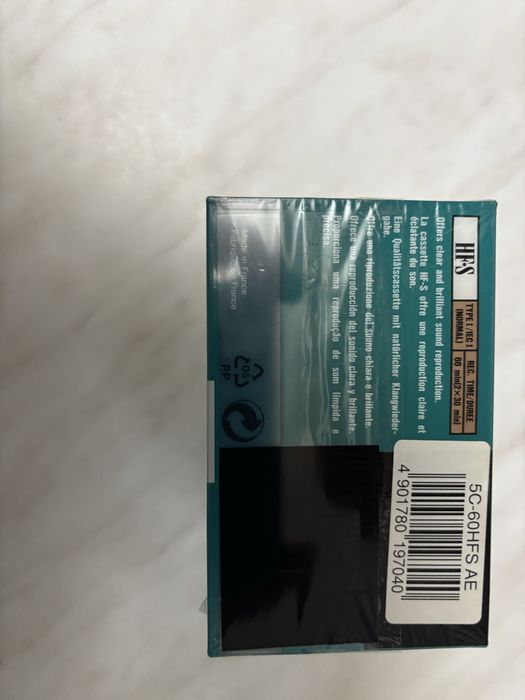 HF-S
TYPE I / IEC I
(NORMAL)
REC. TIME/DUREE
60 min(2×30 min)
Offers clear and brilliant sound reproduction.
La cassette HF-S offre une reproduction claire et
éclatante du son.
Eine Qualitätscassette mit natürlicher Klangwieder-
gabe.
Offre una riproduzione del suono chiara e brillante.
Ofrece una reproducción del sonido clara y brillante.
Proporciona uma reprodução de som límpida e
precisa.
Made in France
Fabriqué en France
05
PP
5C-60HFS AE
4 901780 197040